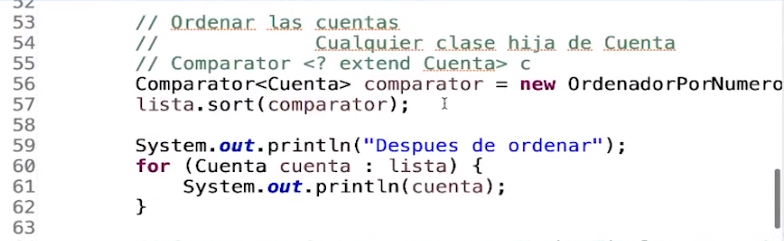 52
53 // Ordenar las cuentas
54 // Cualquier clase hija de Cuenta
55 // Comparator <? extend Cuenta> c
56 Comparator<Cuenta> comparator = new OrdenadorPorNumero
57 lista.sort(comparator);
58
59 System.out.println("Despues de ordenar");
60 for (Cuenta cuenta : lista) {
61 System.out.println(cuenta);
62 }
63